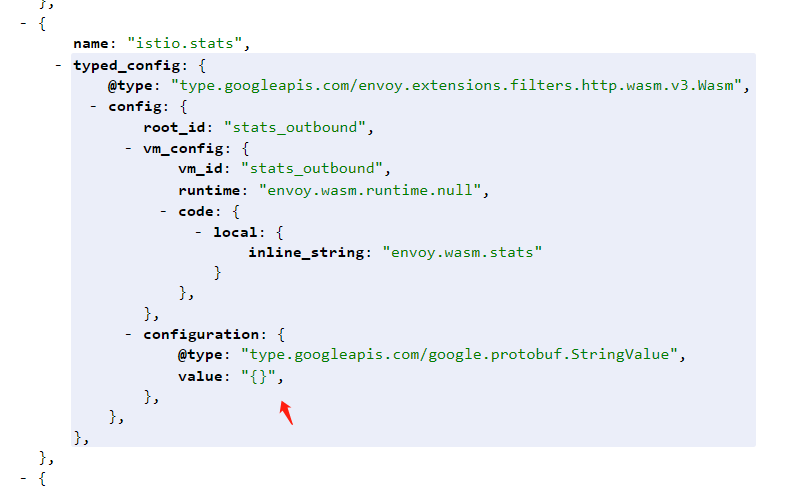 },
- {
name: "istio.stats",
- typed_config: {
@type: "type.googleapis.com/envoy.extensions.filters.http.wasm.v3.Wasm",
- config: {
root_id: "stats_outbound",
- vm_config: {
vm_id: "stats_outbound",
runtime: "envoy.wasm.runtime.null",
- code: {
- local: {
inline_string: "envoy.wasm.stats"
}
},
},
- configuration: {
@type: "type.googleapis.com/google.protobuf.StringValue",
value: "{}",
},
},
},
},
- {